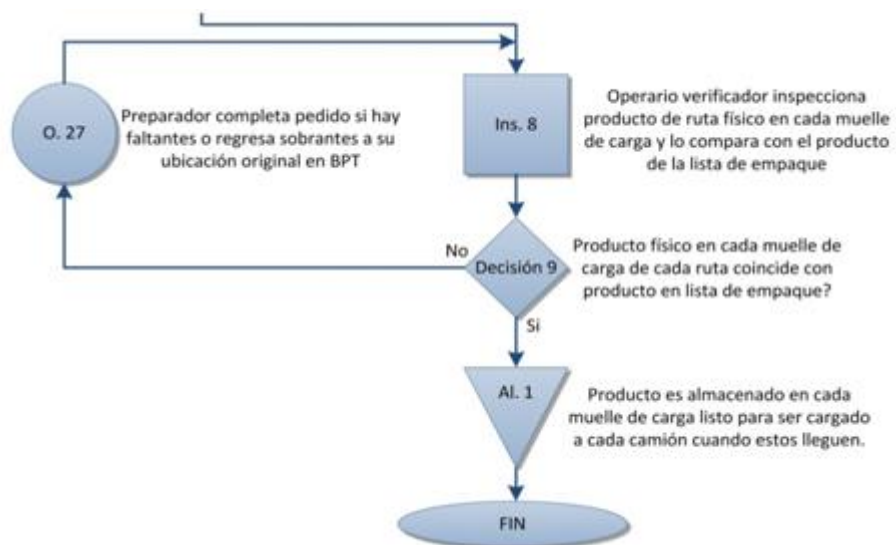 O. 27
Preparador completa pedido si hay
faltantes o regresa sobrantes a su
ubicación original en BPT
Ins. 8
Operario verificador inspecciona
producto de ruta físico en cada muelle
de carga y lo compara con el producto
de la lista de empaque
No
Decisión 9
Producto físico en cada muelle de
carga de cada ruta coincide con
producto en lista de empaque?
Si
Al. 1
Producto es almacenado en cada
muelle de carga listo para ser cargado
a cada camión cuando estos lleguen.
FIN